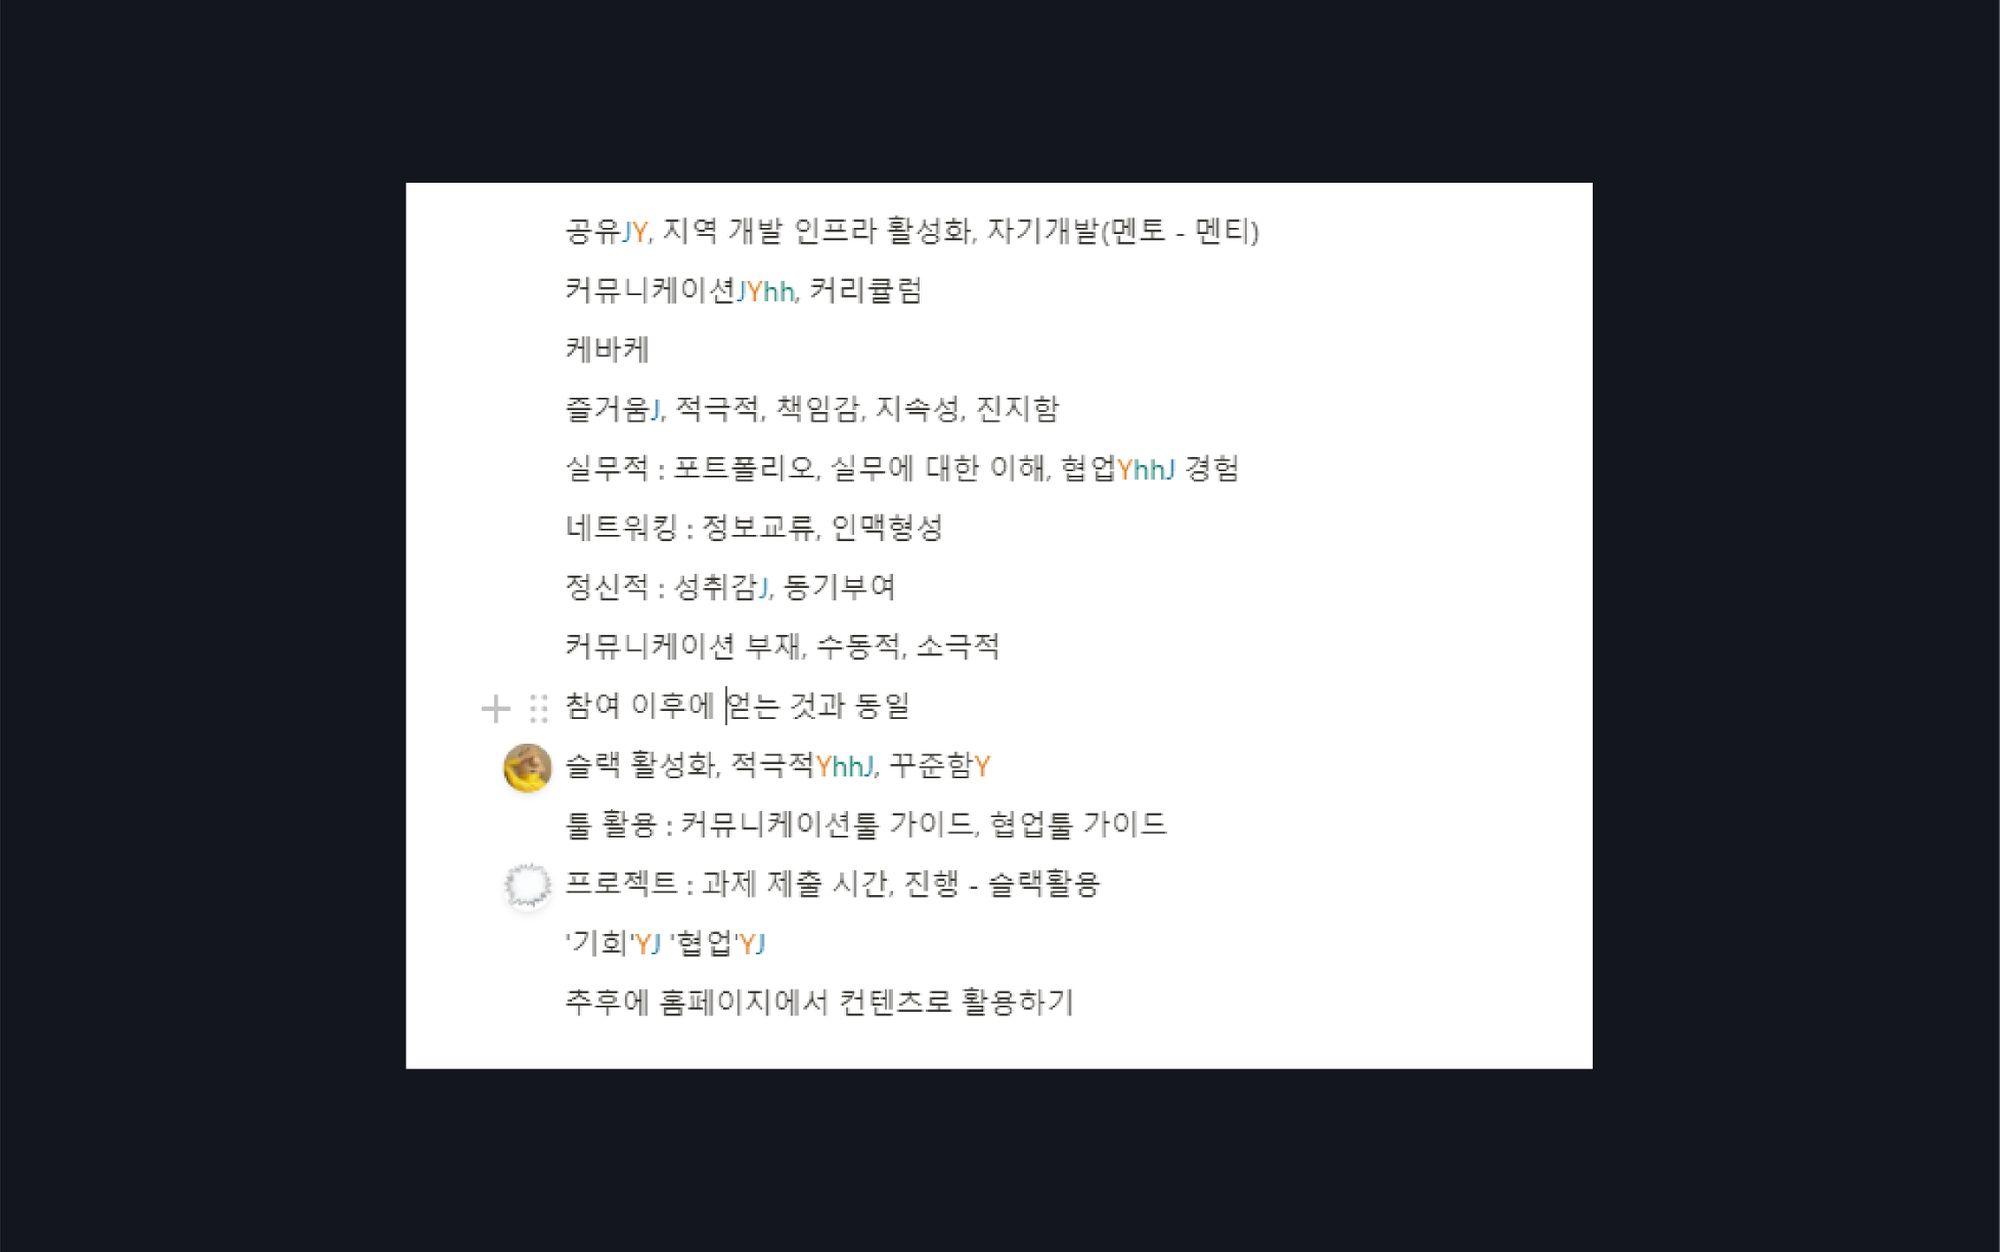 공유JY, 지역 개발 인프라 활성화, 자기개발(멘토 - 멘티)
커뮤니케이션JYhh, 커리큘럼
케바케
즐거움J, 적극적, 책임감, 지속성, 진지함
실무적 : 포트폴리오, 실무에 대한 이해, 협업YhhJ 경험
네트워킹 : 정보교류, 인맥형성
정신적 : 성취감J, 동기부여
커뮤니케이션 부재, 수동적, 소극적
참여 이후에 얻는 것과 동일
슬랙 활성화, 적극적YhhJ, 꾸준함Y
툴 활용 : 커뮤니케이션툴 가이드, 협업툴 가이드
프로젝트 : 과제 제출 시간, 진행 - 슬랙활용
'기회'YJ '협업'YJ
추후에 홈페이지에서 컨텐츠로 활용하기